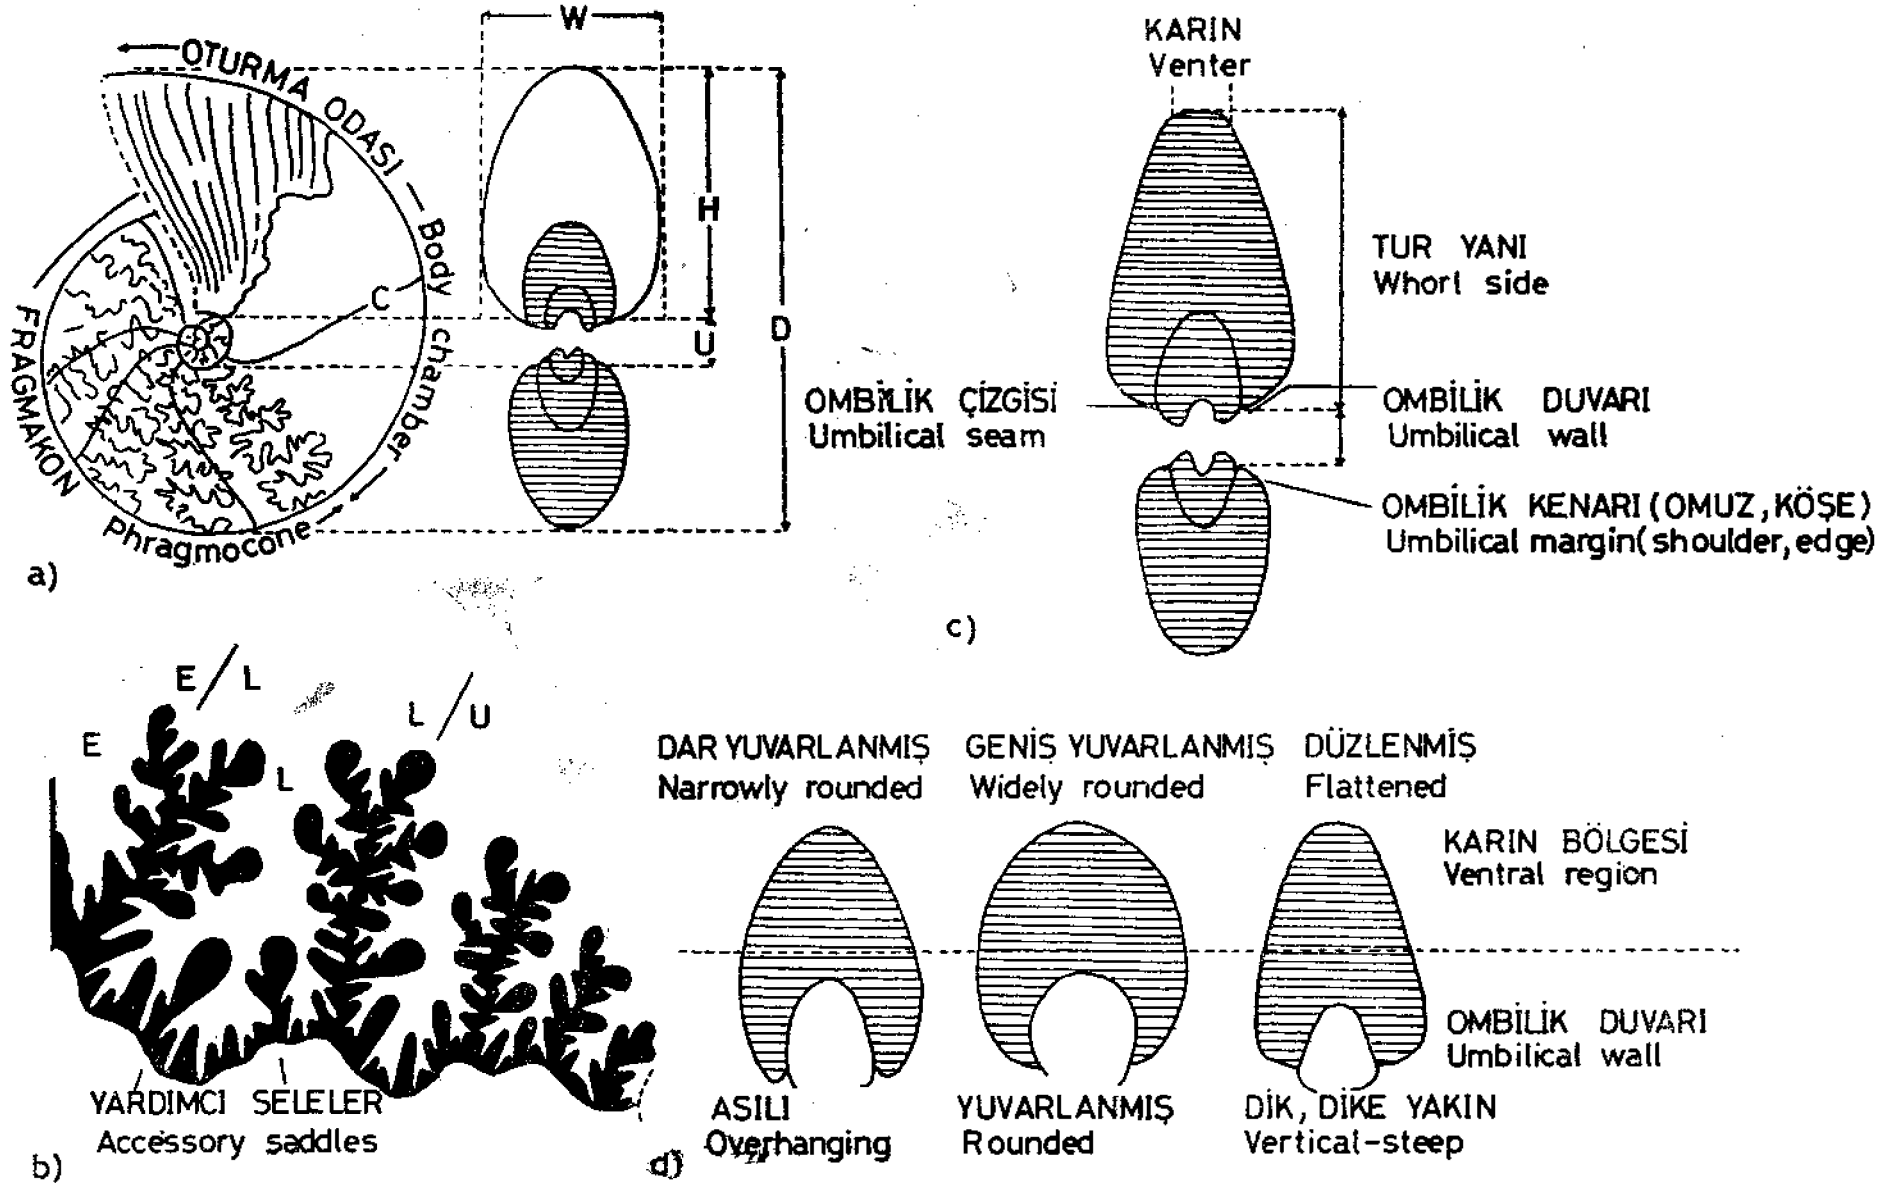 W
OTURMA ODASI — Body chamber
H
C
D
U
FRAGMAKON
Phragmocone
a)
KARIN
Venter
TUR YANI
Whorl side
OMBİLİK ÇİZGİSİ
Umbilical seam
OMBİLİK DUVARI
Umbilical wall
OMBİLİK KENARI (OMUZ, KÖŞE)
Umbilical margin (shoulder, edge)
c)
E / L
L / U
E
L
YARDIMCI SELELER
Accessory saddles
b)
DAR YUVARLANMIŞ
Narrowly rounded
GENİŞ YUVARLANMIŞ
Widely rounded
DÜZLENMİŞ
Flattened
KARIN BÖLGESİ
Ventral region
OMBİLİK DUVARI
Umbilical wall
ASILI
Overhanging
YUVARLANMIŞ
Rounded
DİK, DİKE YAKIN
Vertical-steep
d)